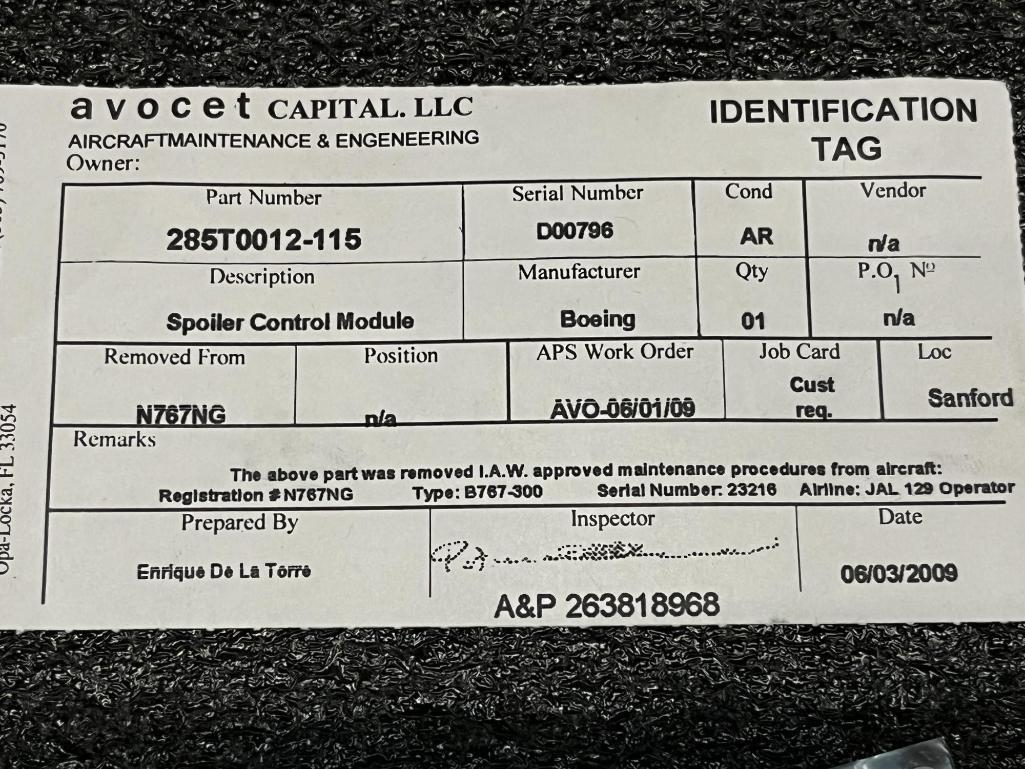 avocet CAPITAL. LLC
IDENTIFICATION TAG
AIRCRAFTMAINTENANCE & ENGENEERING
Owner:
Part Number
Serial Number
Cond
Vendor
285T0012-115
D00796
AR
n/a
Description
Manufacturer
Qty
P.O, Nº
Spoiler Control Module
Boeing
01
n/a
Removed From
Position
APS Work Order
Job Card
Loc
N767NG
n/a
AVO-06/01/09
Cust req.
Sanford
Remarks
The above part was removed I.A.W. approved maintenance procedures from aircraft:
Registration # N767NG Type: B767-300 Serial Number: 23216 Airline: JAL 129 Operator
Prepared By
Inspector
Date
Enrique De La Torre
06/03/2009
A&P 263818968
Opa-Locka, FL 33054